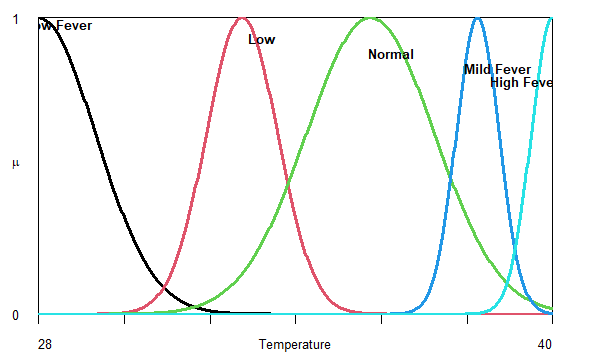 1
ow Fever
Low
Normal
Mild Fever
High Feve
μ
0
28
Temperature
40